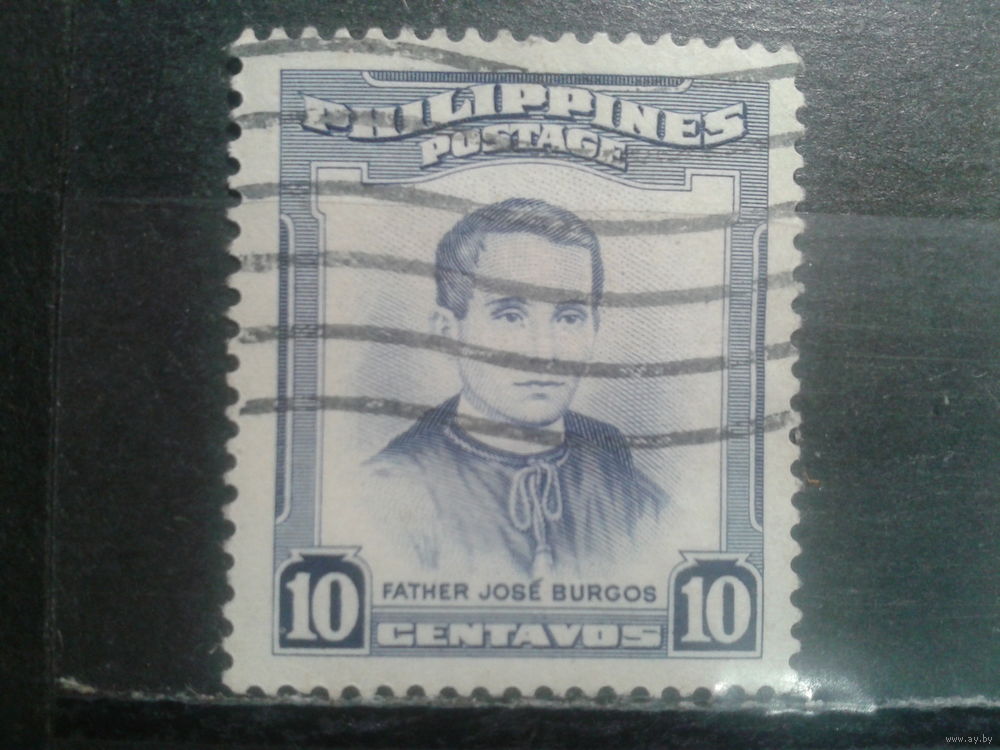 PHILIPPINES
POSTAGE
10 FATHER JOSÉ BURGOS 10
CENTAVOS
www.ay.by